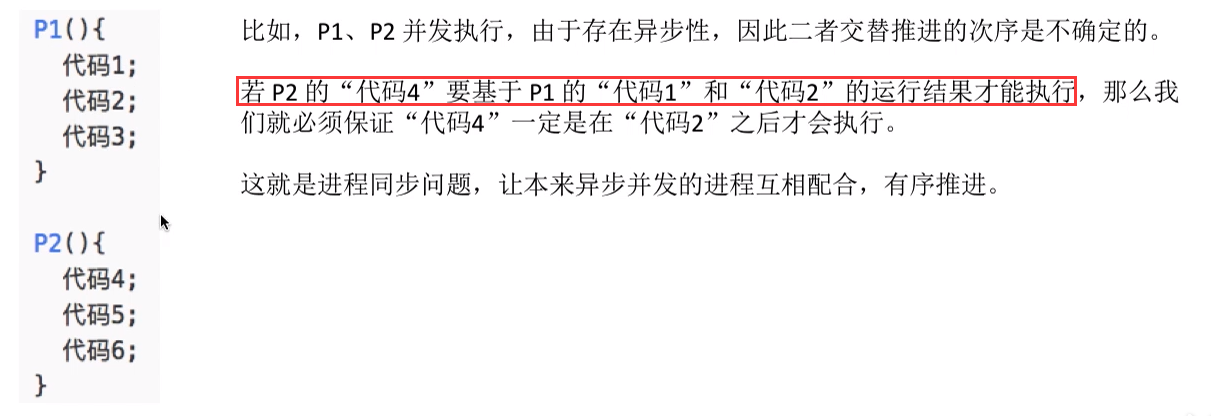 P1(){
代码1;
代码2;
代码3;
}
P2(){
代码4;
代码5;
代码6;
}
比如，P1、P2 并发执行，由于存在异步性，因此二者交替推进的次序是不确定的。
若 P2 的“代码4”要基于 P1 的“代码1”和“代码2”的运行结果才能执行，那么我
们就必须保证“代码4”一定是在“代码2”之后才会执行。
这就是进程同步问题，让本来异步并发的进程互相配合，有序推进。